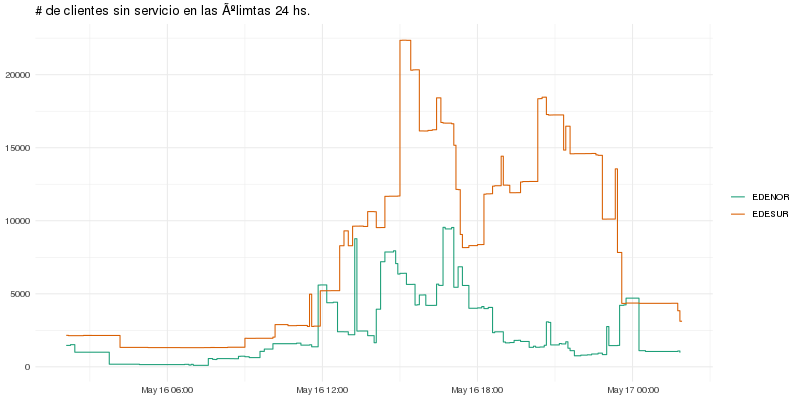 # de clientes sin servicio en las Ãºlimtas 24 hs.
20000
15000
10000
5000
0
May 16 06:00
May 16 12:00
May 16 18:00
May 17 00:00
EDENOR
EDESUR